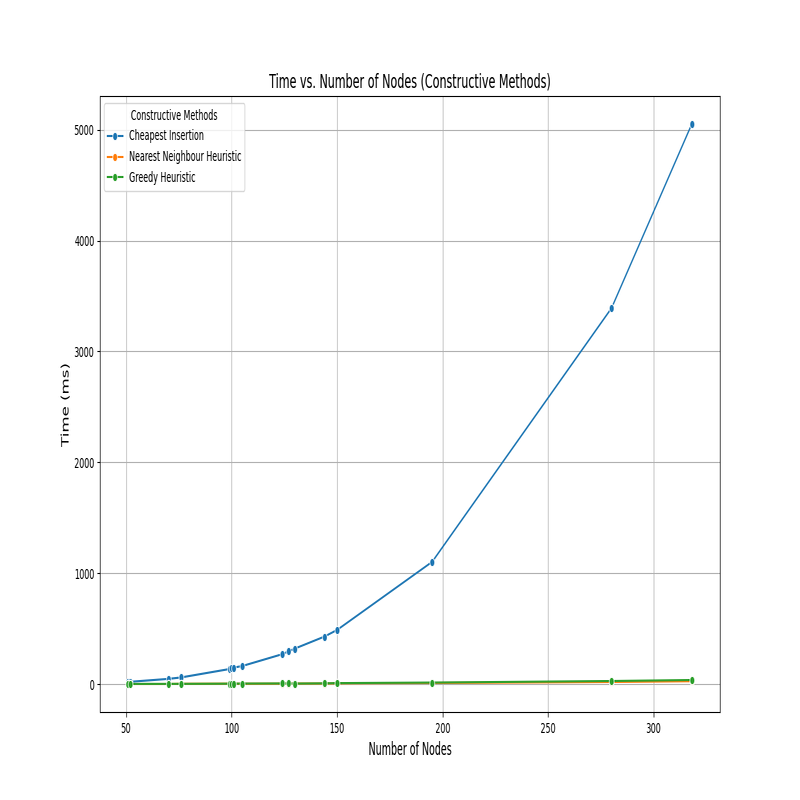 Time vs. Number of Nodes (Constructive Methods)
Constructive Methods
Cheapest Insertion
Nearest Neighbour Heuristic
Greedy Heuristic
5000
4000
3000
2000
1000
0
Time (ms)
50 100 150 200 250 300
Number of Nodes